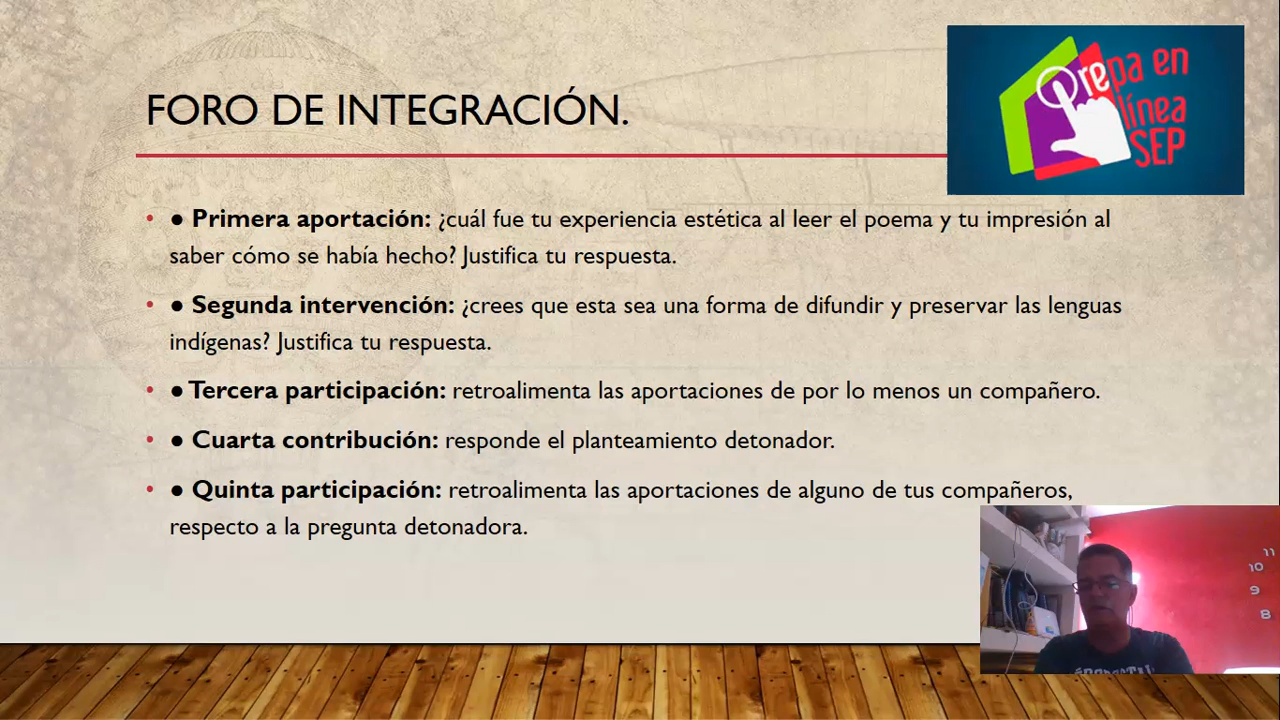 FORO DE INTEGRACIÓN.
Prepa en
línea
SEP
• ● Primera aportación: ¿cuál fue tu experiencia estética al leer el poema y tu impresión al
saber cómo se había hecho? Justifica tu respuesta.
• ● Segunda intervención: ¿crees que esta sea una forma de difundir y preservar las lenguas
indígenas? Justifica tu respuesta.
• ● Tercera participación: retroalimenta las aportaciones de por lo menos un compañero.
• ● Cuarta contribución: responde el planteamiento detonador.
• ● Quinta participación: retroalimenta las aportaciones de alguno de tus compañeros,
respecto a la pregunta detonadora.
11
10
9
8